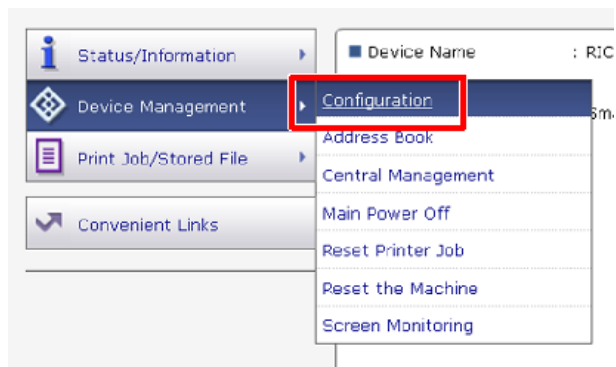 Status/Information
Device Name : RIC
Device Management
Configuration
Address Book
Print Job/Stored File
Central Management
Main Power Off
Convenient Links
Reset Printer Job
Reset the Machine
Screen Monitoring